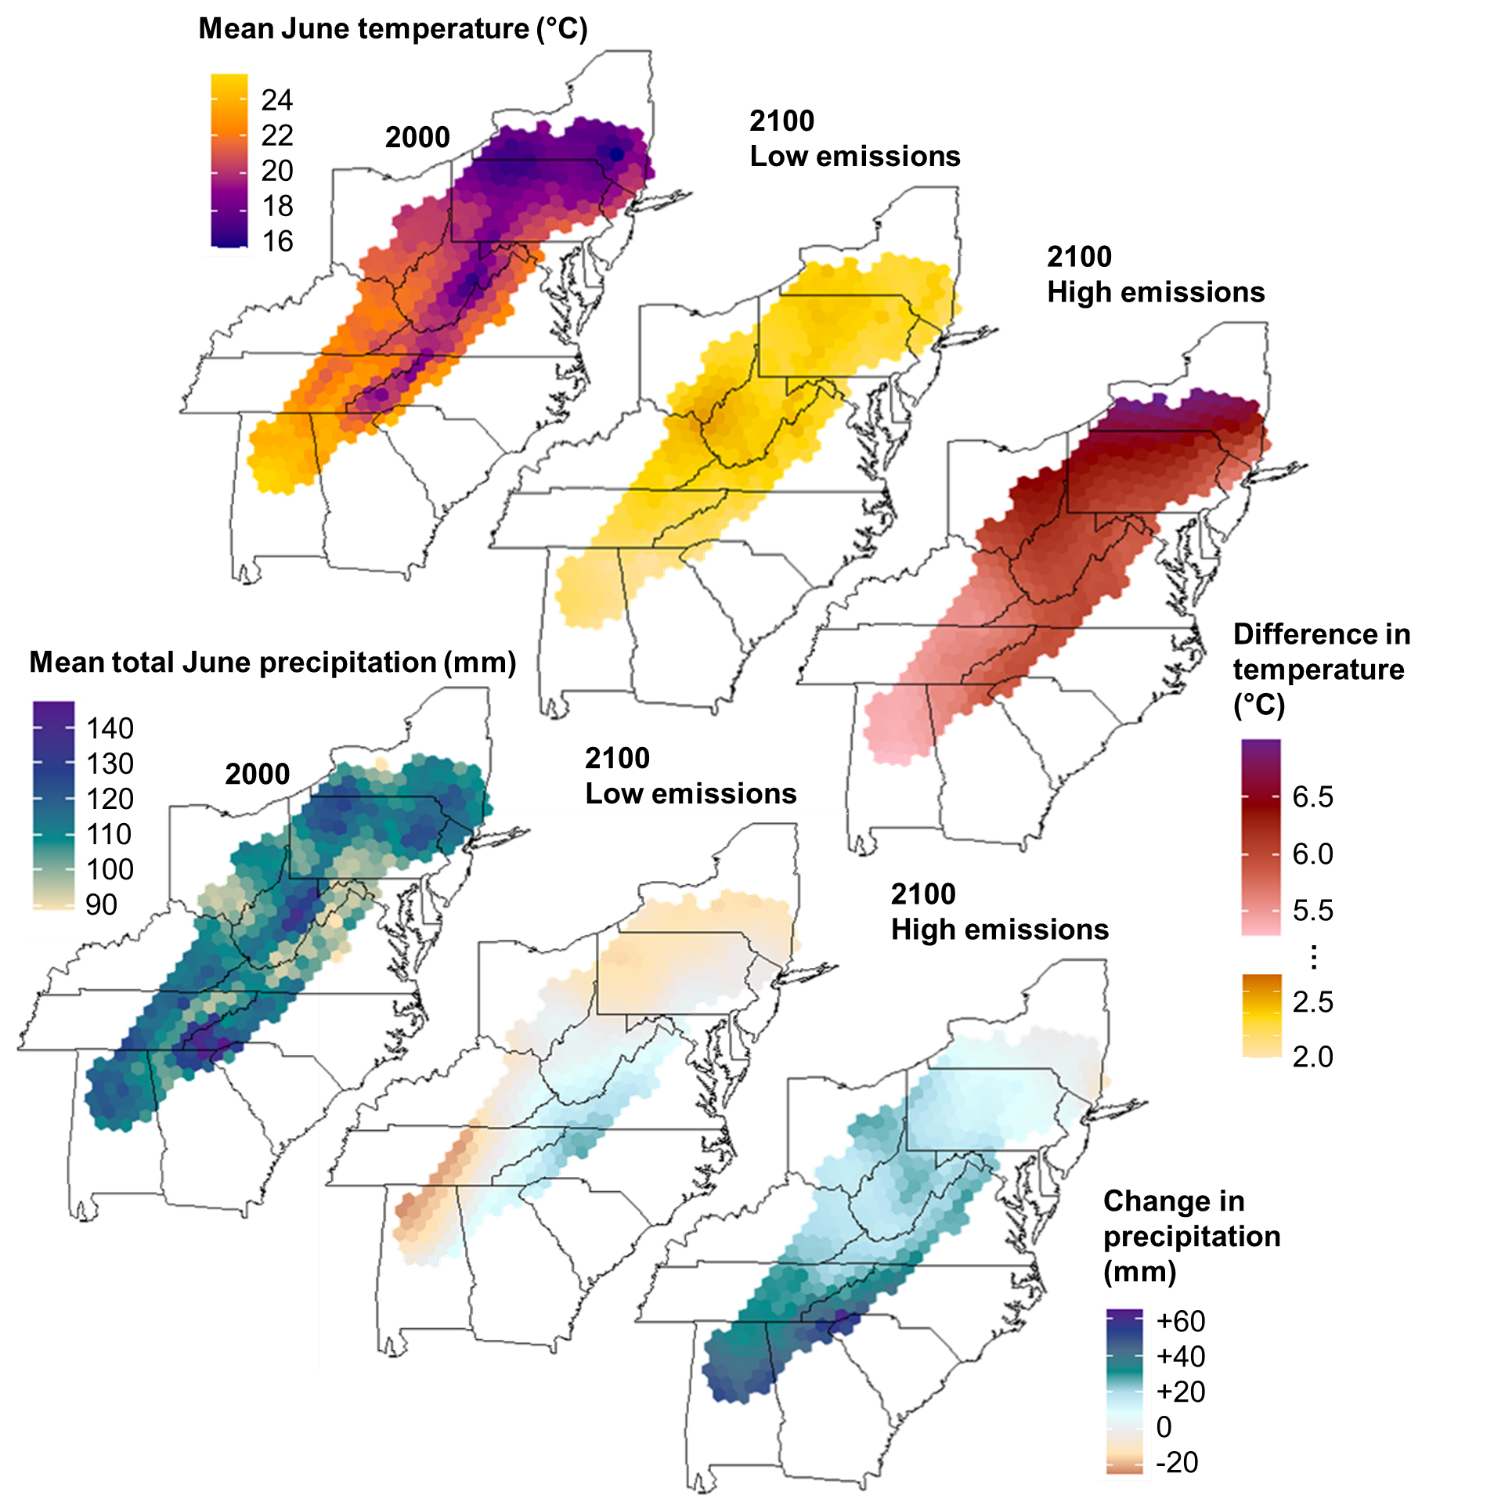 Mean June temperature (°C)
24
22
20
18
16
2000
2100
Low emissions
2100
High emissions
Difference in
temperature
(°C)
6.5
6.0
5.5
⋮
2.5
2.0
Mean total June precipitation (mm)
140
130
120
110
100
90
2000
2100
Low emissions
2100
High emissions
Change in
precipitation
(mm)
+60
+40
+20
0
-20